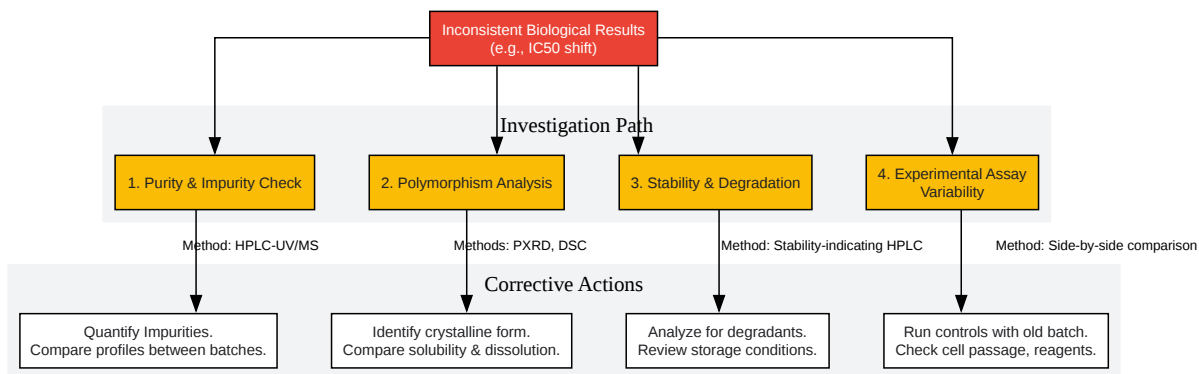 Inconsistent Biological Results
(e.g., IC50 shift)
Investigation Path
1. Purity & Impurity Check
2. Polymorphism Analysis
3. Stability & Degradation
4. Experimental Assay
Variability
Method: HPLC-UV/MS
Methods: PXRD, DSC
Method: Stability-indicating HPLC
Method: Side-by-side comparison
Corrective Actions
Quantify Impurities.
Compare profiles between batches.
Identify crystalline form.
Compare solubility & dissolution.
Analyze for degradants.
Review storage conditions.
Run controls with old batch.
Check cell passage, reagents.